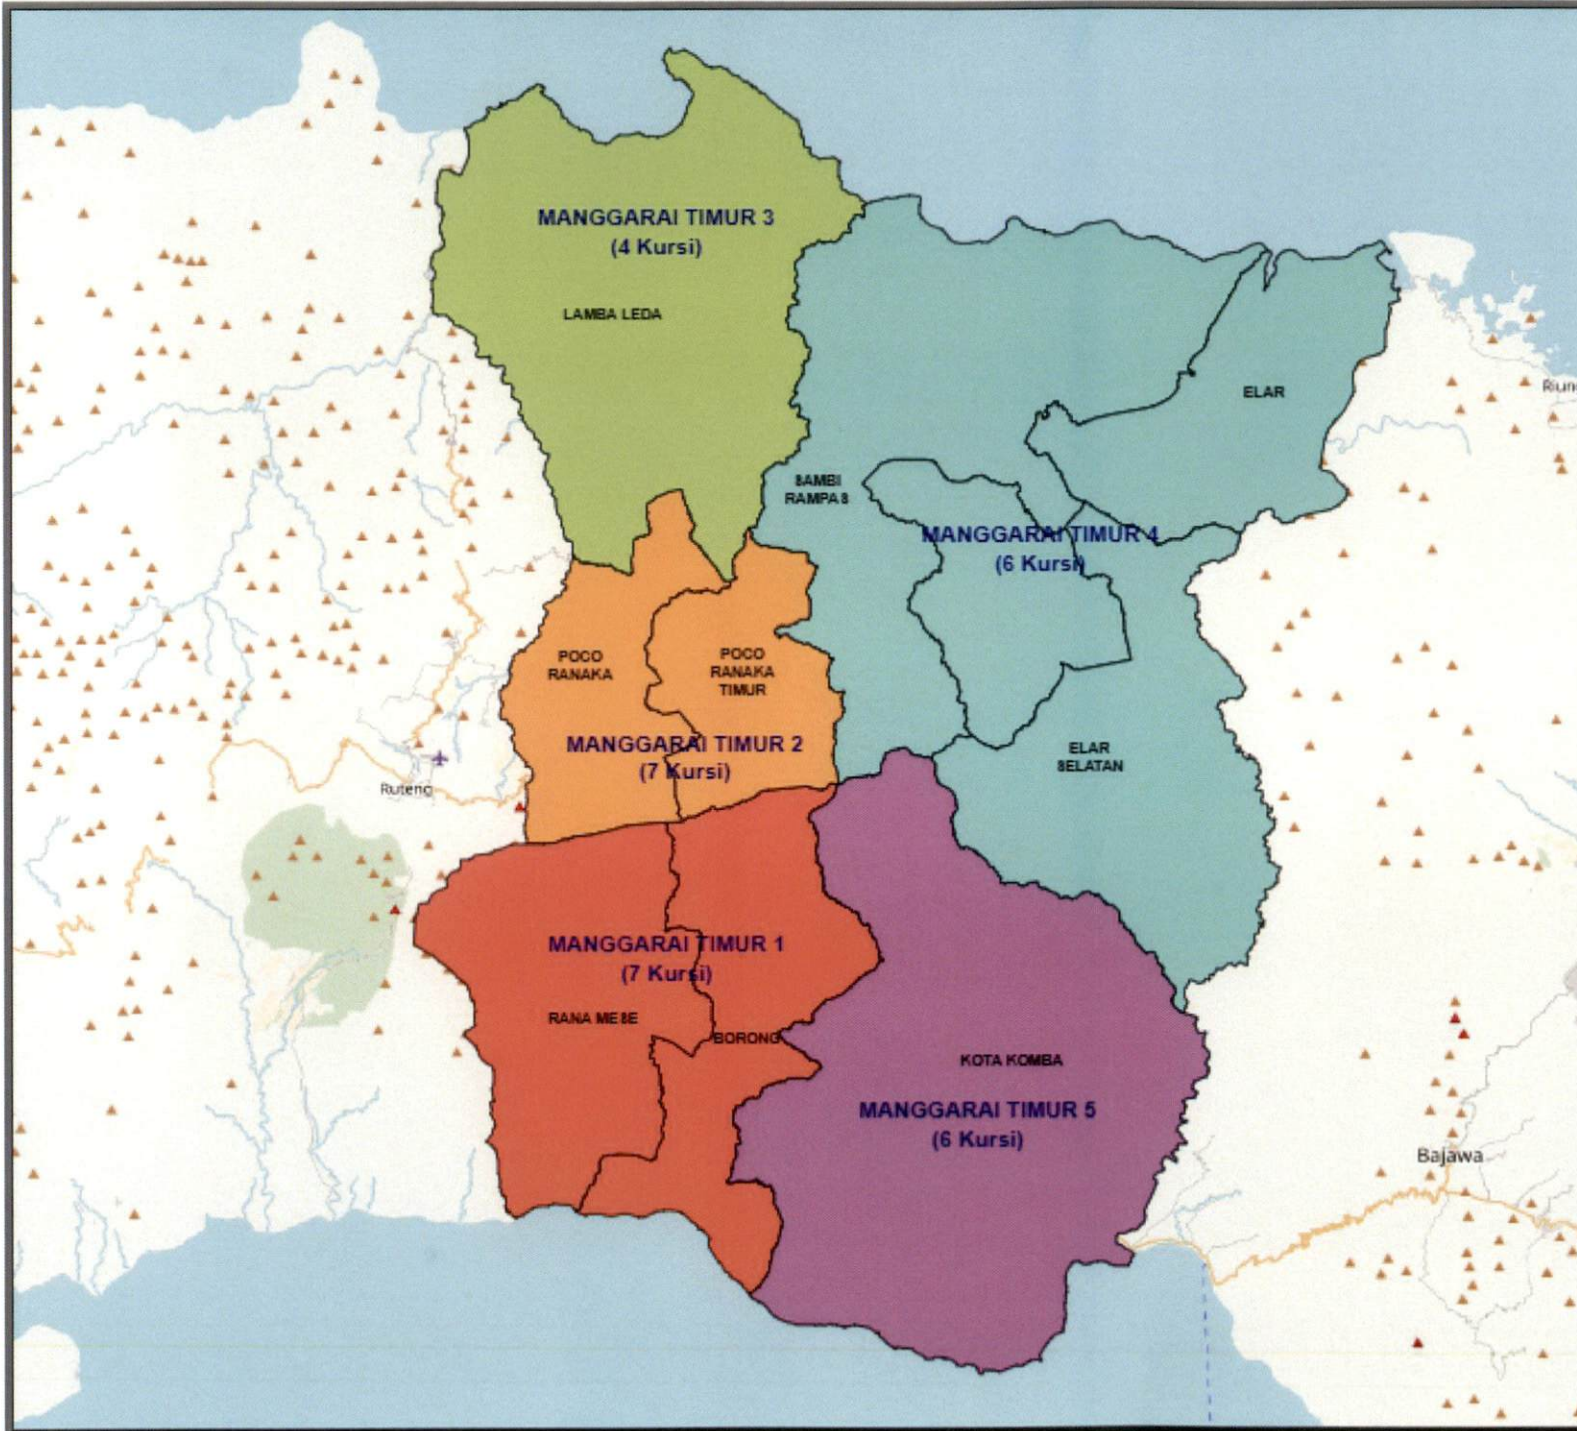 MANGGARAI TIMUR 3
(4 Kursi)
LAMBA LEDA
ELAR
SAMBI
RAMPAS
MANGGARAI TIMUR 4
(6 Kursi)
POCO
RANAKA
POCO
RANAKA
TIMUR
MANGGARAI TIMUR 2
(7 Kursi)
ELAR
SELATAN
Ruteng
MANGGARAI TIMUR 1
(7 Kursi)
RANA MESE
BORONG
KOTA KOMBA
MANGGARAI TIMUR 5
(6 Kursi)
Bajawa